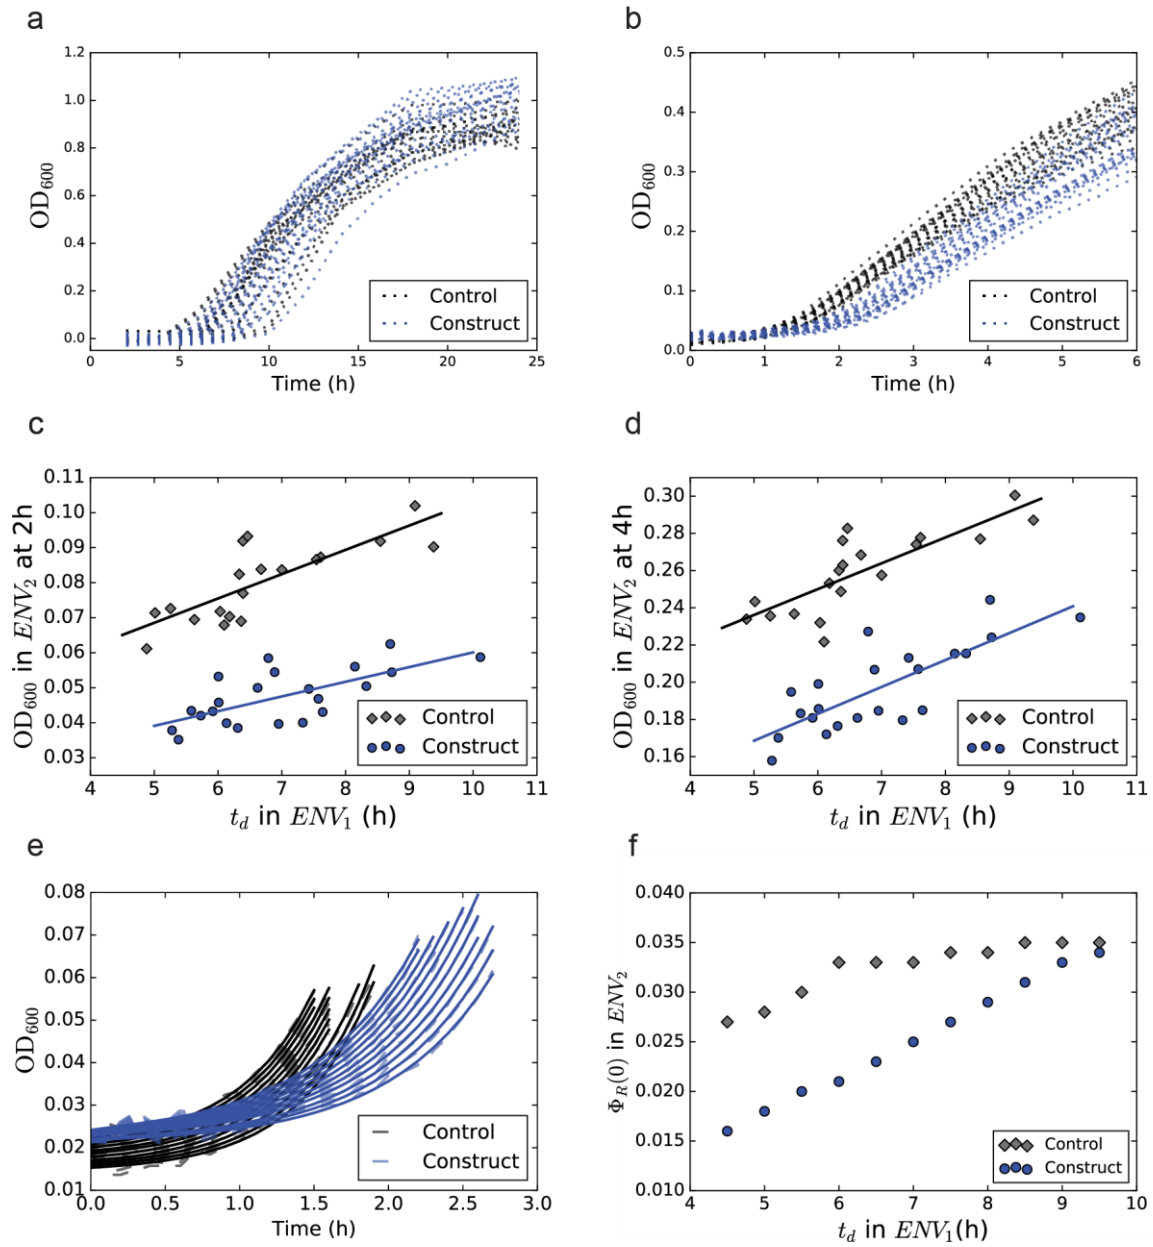 a
1.2
1.0
0.8
0.6
0.4
0.2
0.0
OD600
0 5 10 15 20 25
Time (h)
Control
Construct
b
0.5
0.4
0.3
0.2
0.1
0.0
OD600
0 1 2 3 4 5 6
Time (h)
Control
Construct
c
0.11
0.10
0.09
0.08
0.07
0.06
0.05
0.04
0.03
OD600 in ENV2 at 2h
4 5 6 7 8 9 10 11
td in ENV1 (h)
Control
Construct
d
0.30
0.28
0.26
0.24
0.22
0.20
0.18
0.16
OD600 in ENV2 at 4h
4 5 6 7 8 9 10 11
td in ENV1 (h)
Control
Construct
e
0.08
0.07
0.06
0.05
0.04
0.03
0.02
0.01
OD600
0.0 0.5 1.0 1.5 2.0 2.5 3.0
Time (h)
Control
Construct
f
0.040
0.035
0.030
0.025
0.020
0.015
0.010
ΦR(0) in ENV2
4 5 6 7 8 9 10
td in ENV1(h)
Control
Construct